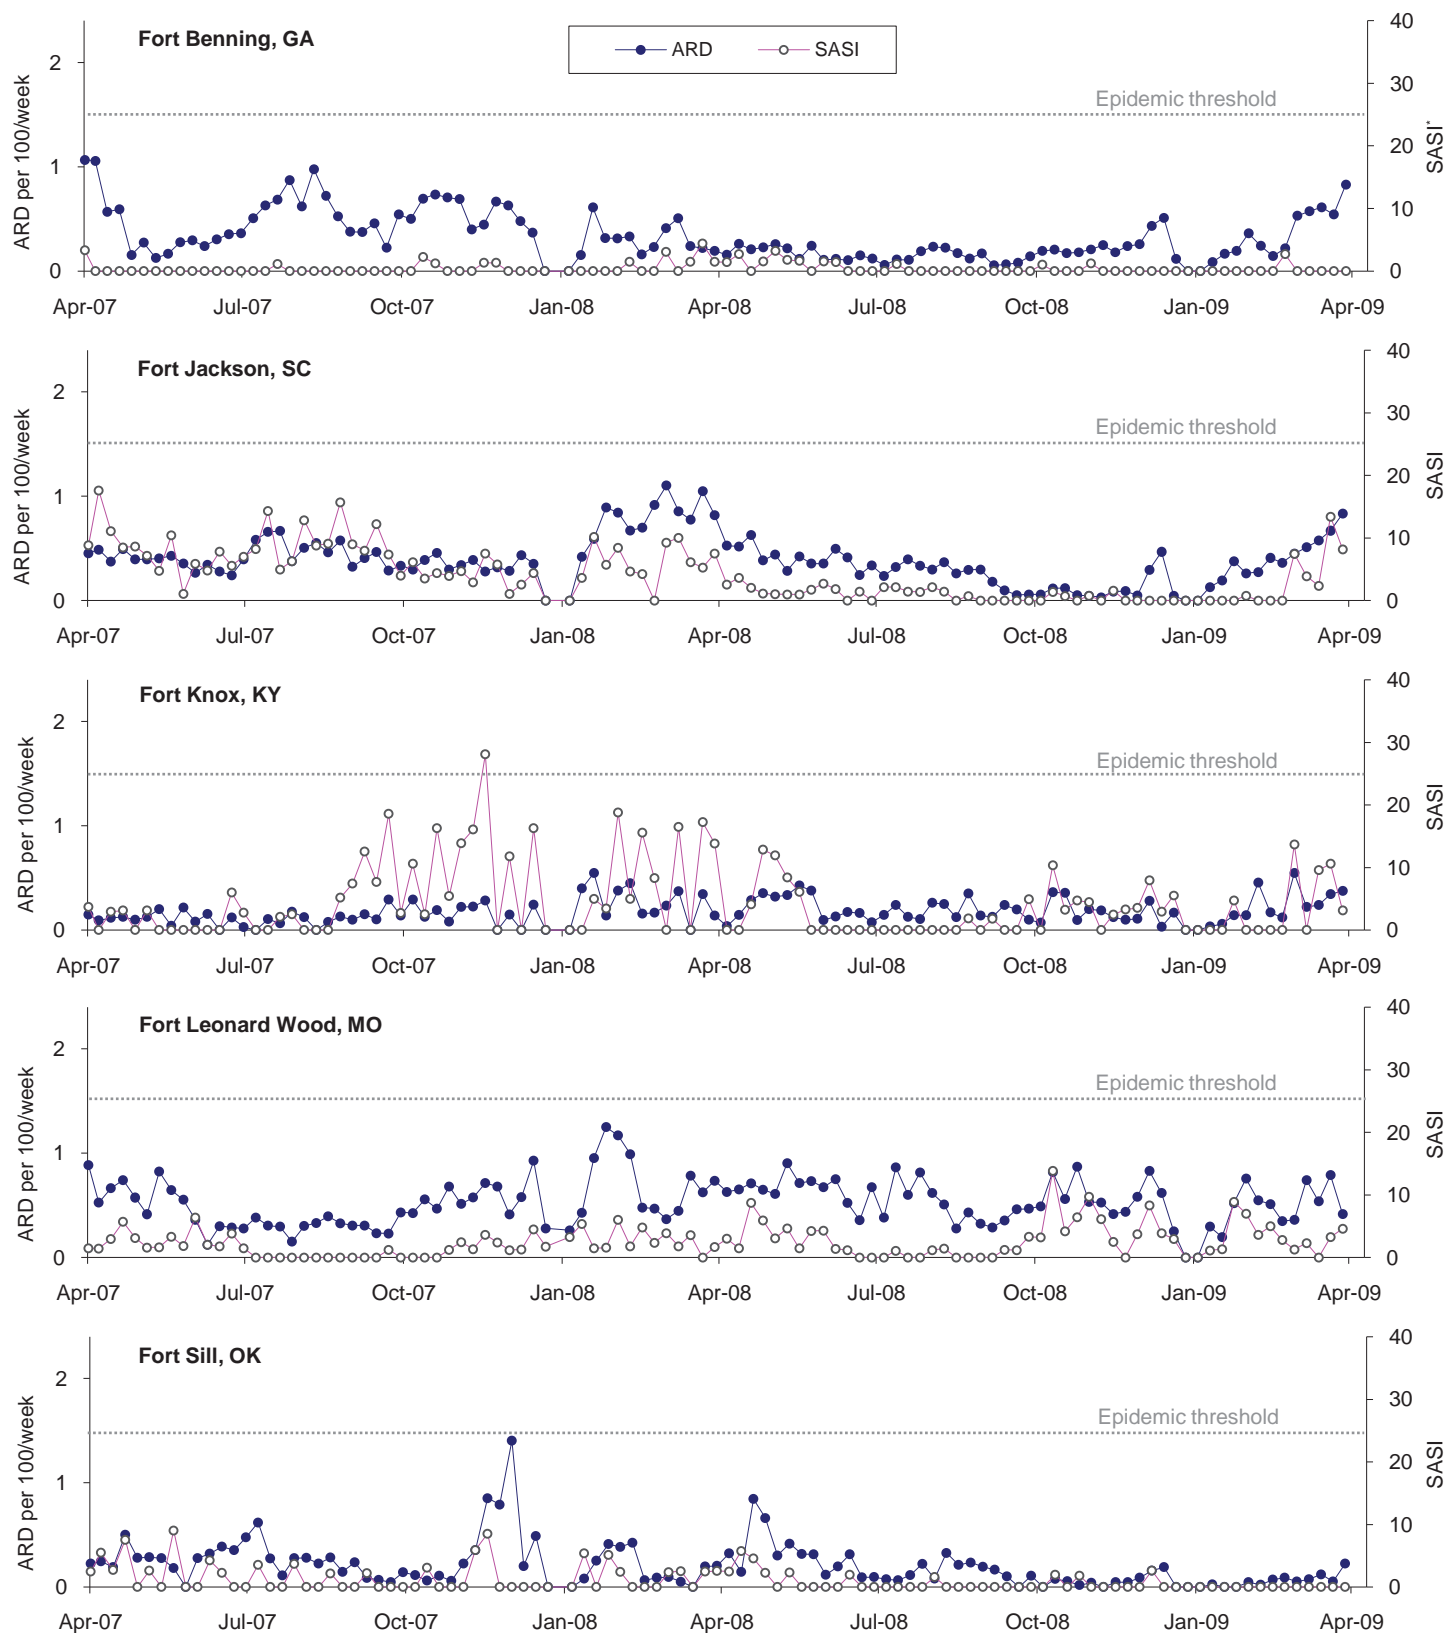 Fort Benning, GA
ARD SASI
Epidemic threshold
ARD per 100/week
2
1
0
40
30
20
10
0
SASI*
Apr-07 Jul-07 Oct-07 Jan-08 Apr-08 Jul-08 Oct-08 Jan-09 Apr-09
Fort Jackson, SC
Epidemic threshold
ARD per 100/week
2
1
0
40
30
20
10
0
SASI
Apr-07 Jul-07 Oct-07 Jan-08 Apr-08 Jul-08 Oct-08 Jan-09 Apr-09
Fort Knox, KY
Epidemic threshold
ARD per 100/week
2
1
0
40
30
20
10
0
SASI
Apr-07 Jul-07 Oct-07 Jan-08 Apr-08 Jul-08 Oct-08 Jan-09 Apr-09
Fort Leonard Wood, MO
Epidemic threshold
ARD per 100/week
2
1
0
40
30
20
10
0
SASI
Apr-07 Jul-07 Oct-07 Jan-08 Apr-08 Jul-08 Oct-08 Jan-09 Apr-09
Fort Sill, OK
Epidemic threshold
ARD per 100/week
2
1
0
40
30
20
10
0
SASI
Apr-07 Jul-07 Oct-07 Jan-08 Apr-08 Jul-08 Oct-08 Jan-09 Apr-09